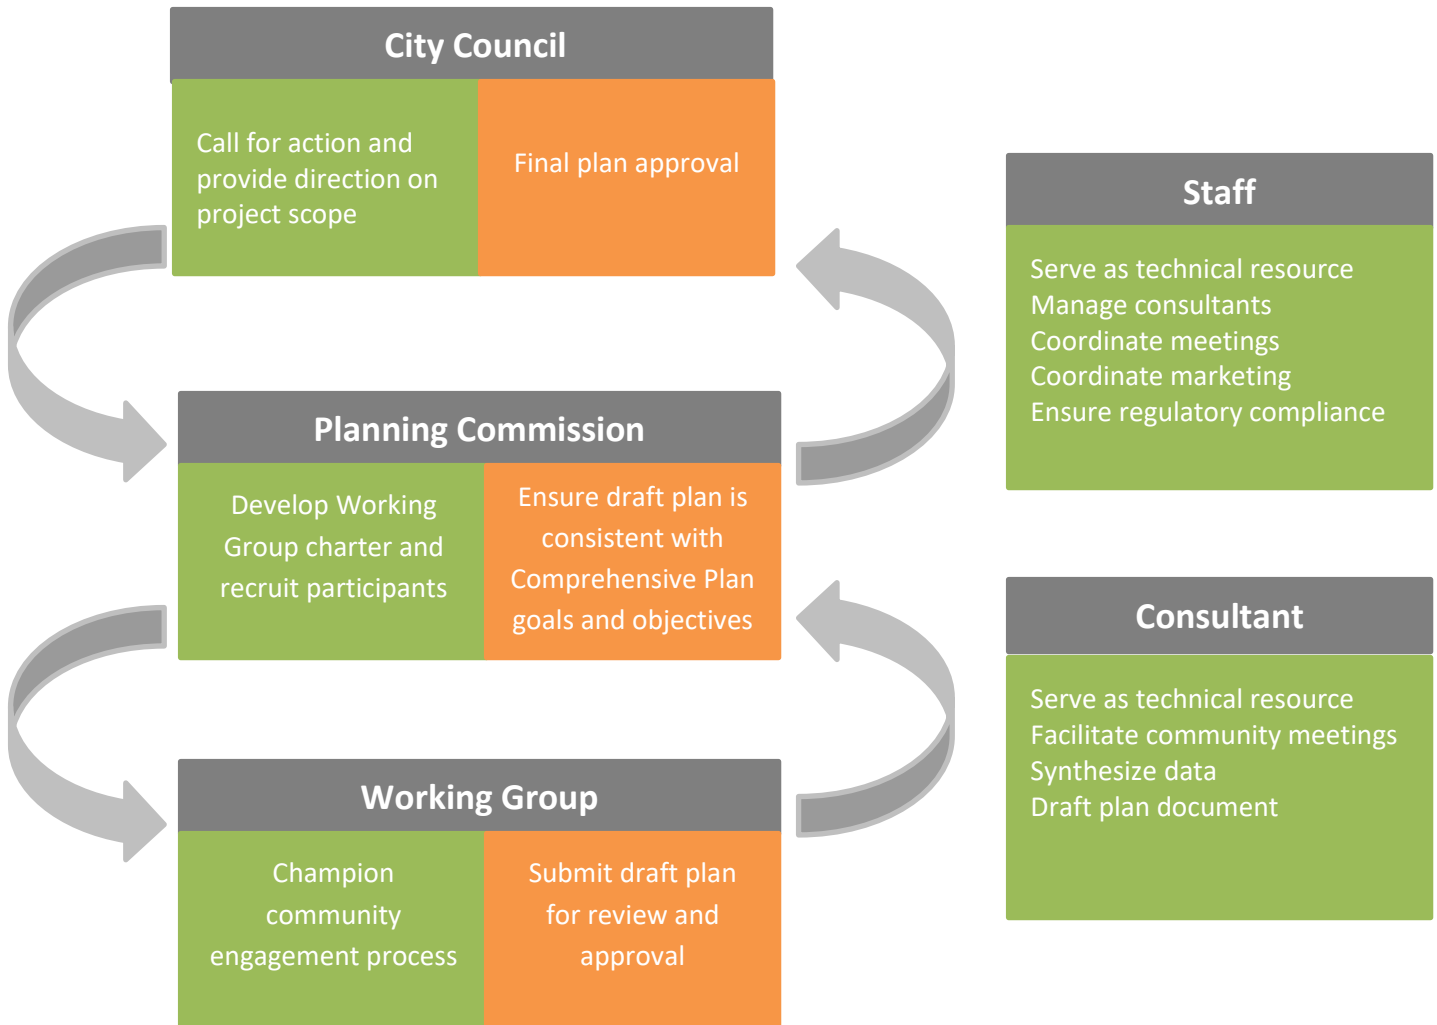 City Council
Call for action and
provide direction on
project scope
Final plan approval
Planning Commission
Develop Working
Group charter and
recruit participants
Ensure draft plan is
consistent with
Comprehensive Plan
goals and objectives
Working Group
Champion
community
engagement process
Submit draft plan
for review and
approval
Staff
Serve as technical resource
Manage consultants
Coordinate meetings
Coordinate marketing
Ensure regulatory compliance
Consultant
Serve as technical resource
Facilitate community meetings
Synthesize data
Draft plan document